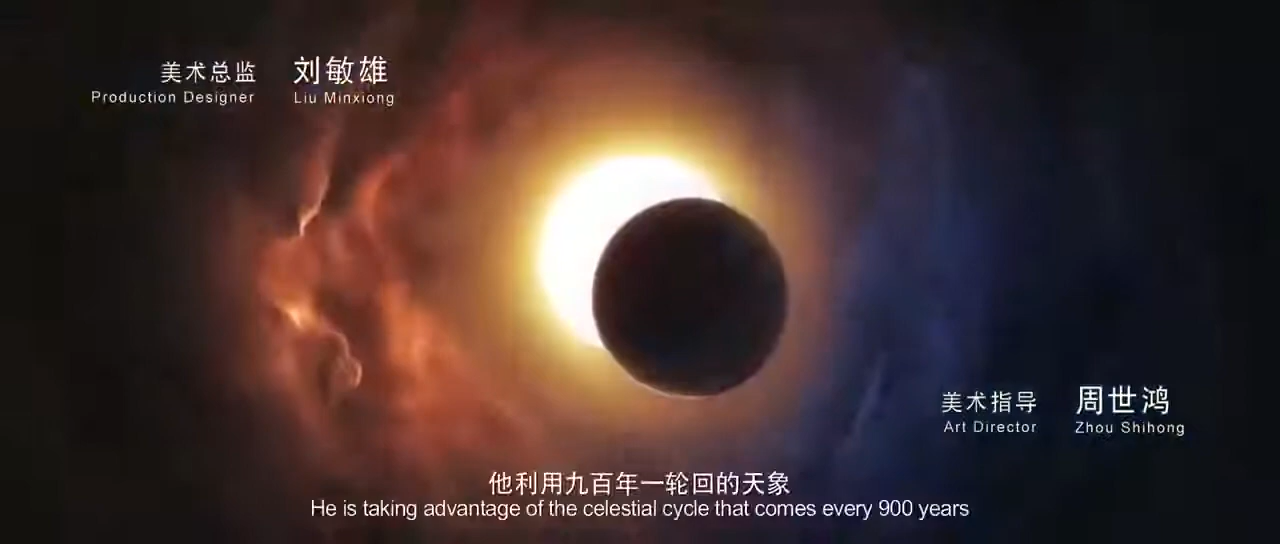 美术总监 刘敏雄
Production Designer Liu Minxiong
美术指导 周世鸿
Art Director Zhou Shihong
他利用九百年一轮回的天象
He is taking advantage of the celestial cycle that comes every 900 years